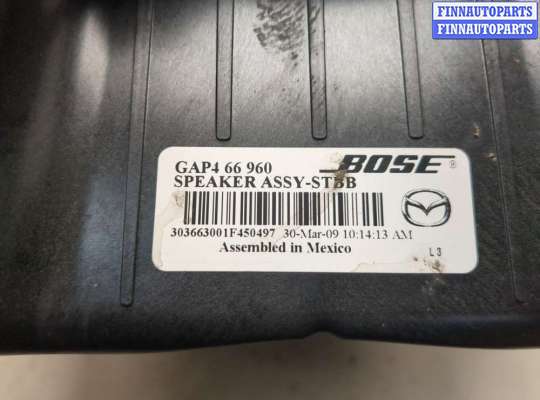 FINNAUTOPARTS
FINNAUTOPARTS
GAP4 66 960
BOSE®
SPEAKER ASSY-STBB
303663001F450497 30-Mar-09 10:14:13 AM
Assembled in Mexico
L3